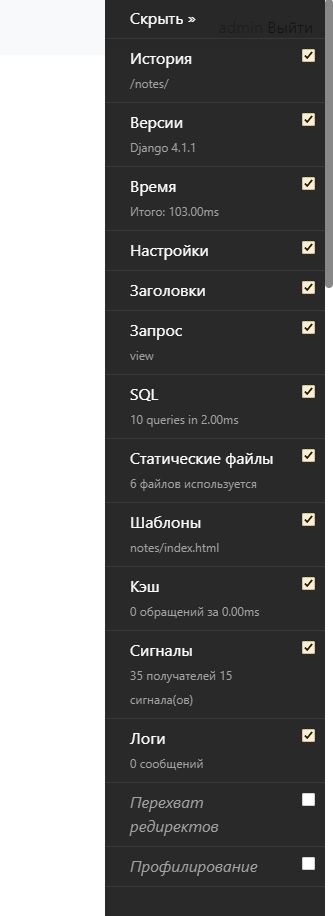 Скрыть »
admin Выйти
История
/notes/
Версии
Django 4.1.1
Время
Итого: 103.00ms
Настройки
Заголовки
Запрос
view
SQL
10 queries in 2.00ms
Статические файлы
6 файлов используется
Шаблоны
notes/index.html
Кэш
0 обращений за 0.00ms
Сигналы
35 получателей 15
сигнала(ов)
Логи
0 сообщений
Перехват
редиректов
Профилирование